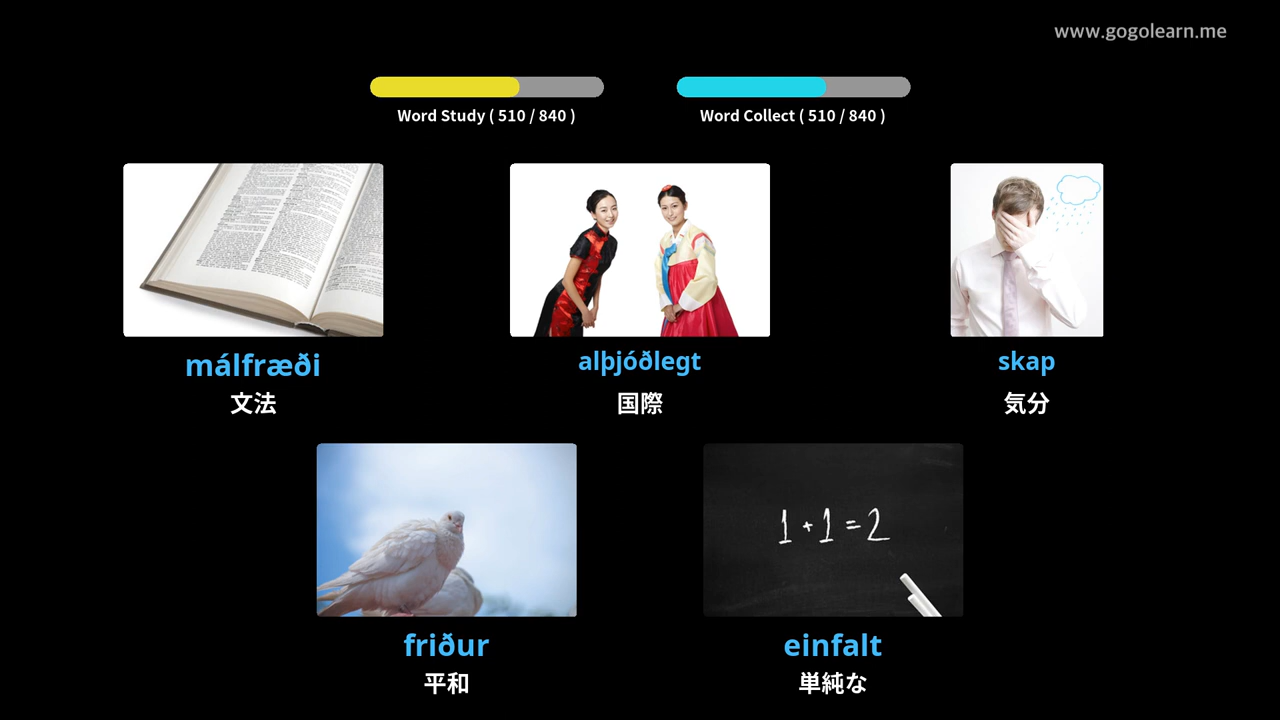 www.gogolearn.me
Word Study ( 510 / 840 )
Word Collect ( 510 / 840 )
málfræði
文法
alþjóðlegt
国際
skap
気分
friður
平和
1 + 1 = 2
einfalt
単純な